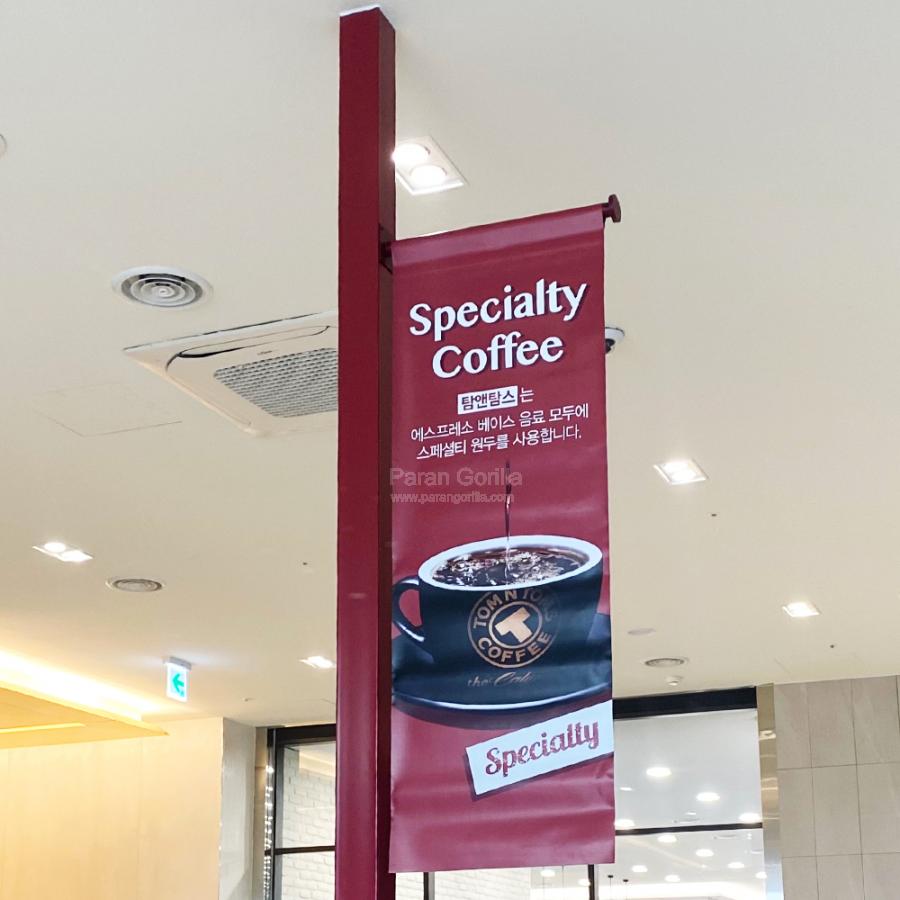 Specialty
Coffee
탐앤탐스 는
에스프레소 베이스 음료 모두에
스페셜티 원두를 사용합니다.
Paran Gorilla
www.parangorilla.com
TOM N TOMS
COFFEE
the Cafe
Specialty